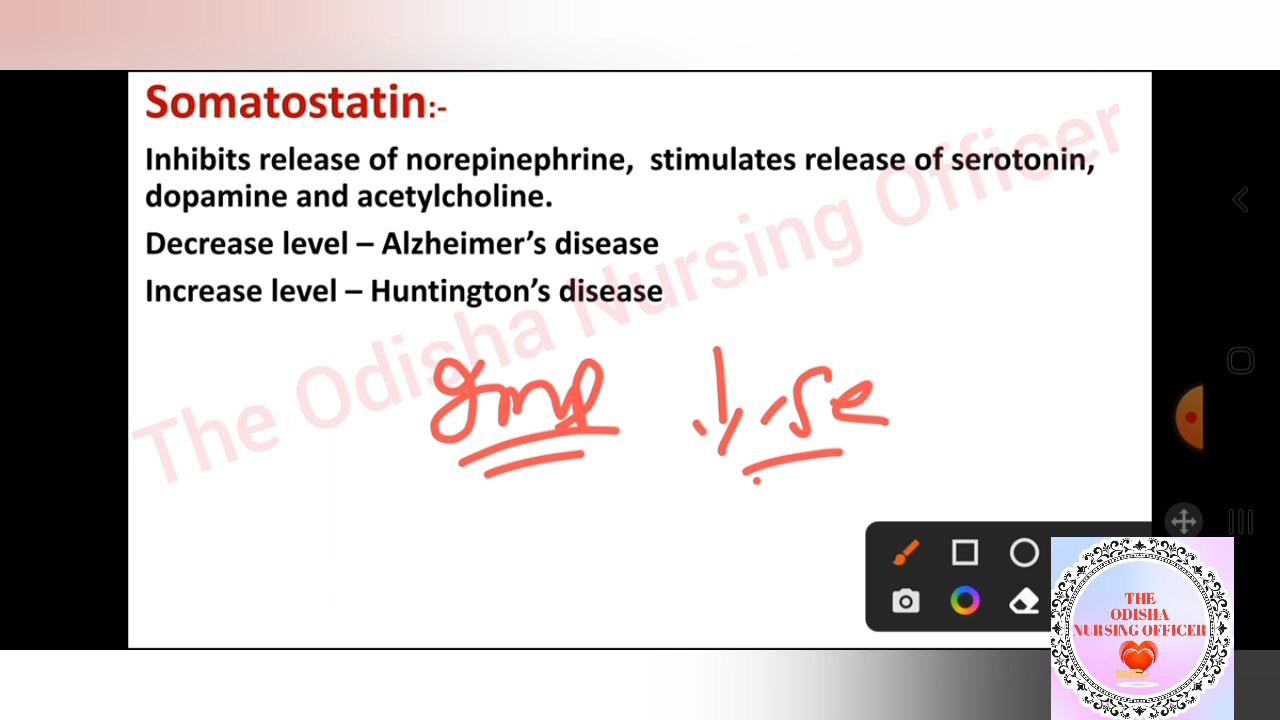 Somatostatin:-
Inhibits release of norepinephrine, stimulates release of serotonin,
dopamine and acetylcholine.
Decrease level – Alzheimer's disease
Increase level – Huntington's disease
The Odisha Nursing Officer
THE
ODISHA
NURSING OFFICER